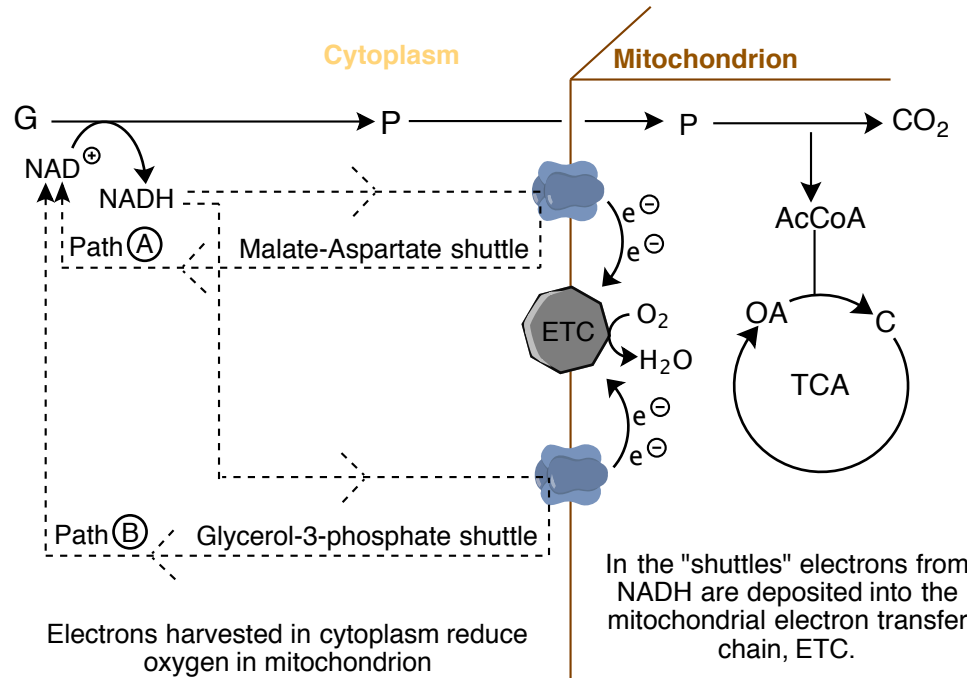 Cytoplasm
Mitochondrion
G
P
P
CO2
NAD⊕
NADH
e⊖
AcCoA
Path Ⓐ
Malate-Aspartate shuttle
e⊖
ETC
O2
OA
C
H2O
TCA
e⊖
e⊖
Path Ⓑ
Glycerol-3-phosphate shuttle
In the "shuttles" electrons from
NADH are deposited into the
mitochondrial electron transfer
chain, ETC.
Electrons harvested in cytoplasm reduce
oxygen in mitochondrion